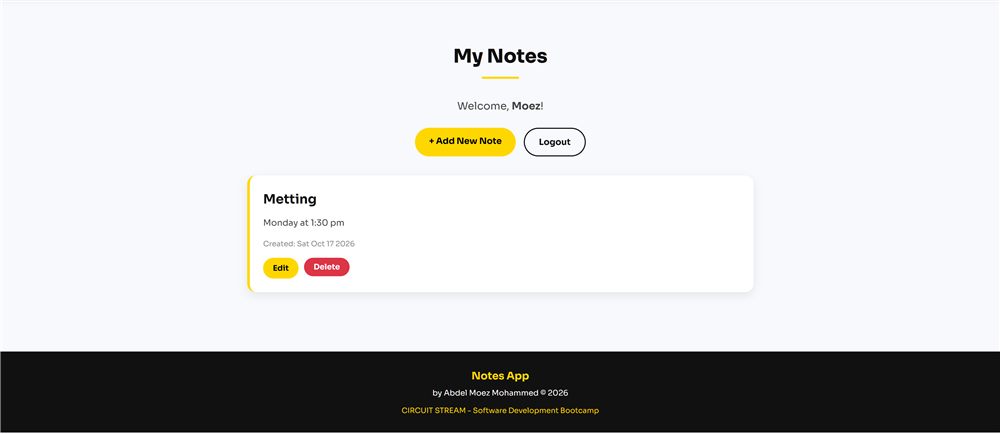 My Notes
Welcome, Moez!
+ Add New Note
Logout
Metting
Monday at 1:30 pm
Created: Sat Oct 17 2026
Edit
Delete
Notes App
by Abdel Moez Mohammed © 2026
CIRCUIT STREAM - Software Development Bootcamp